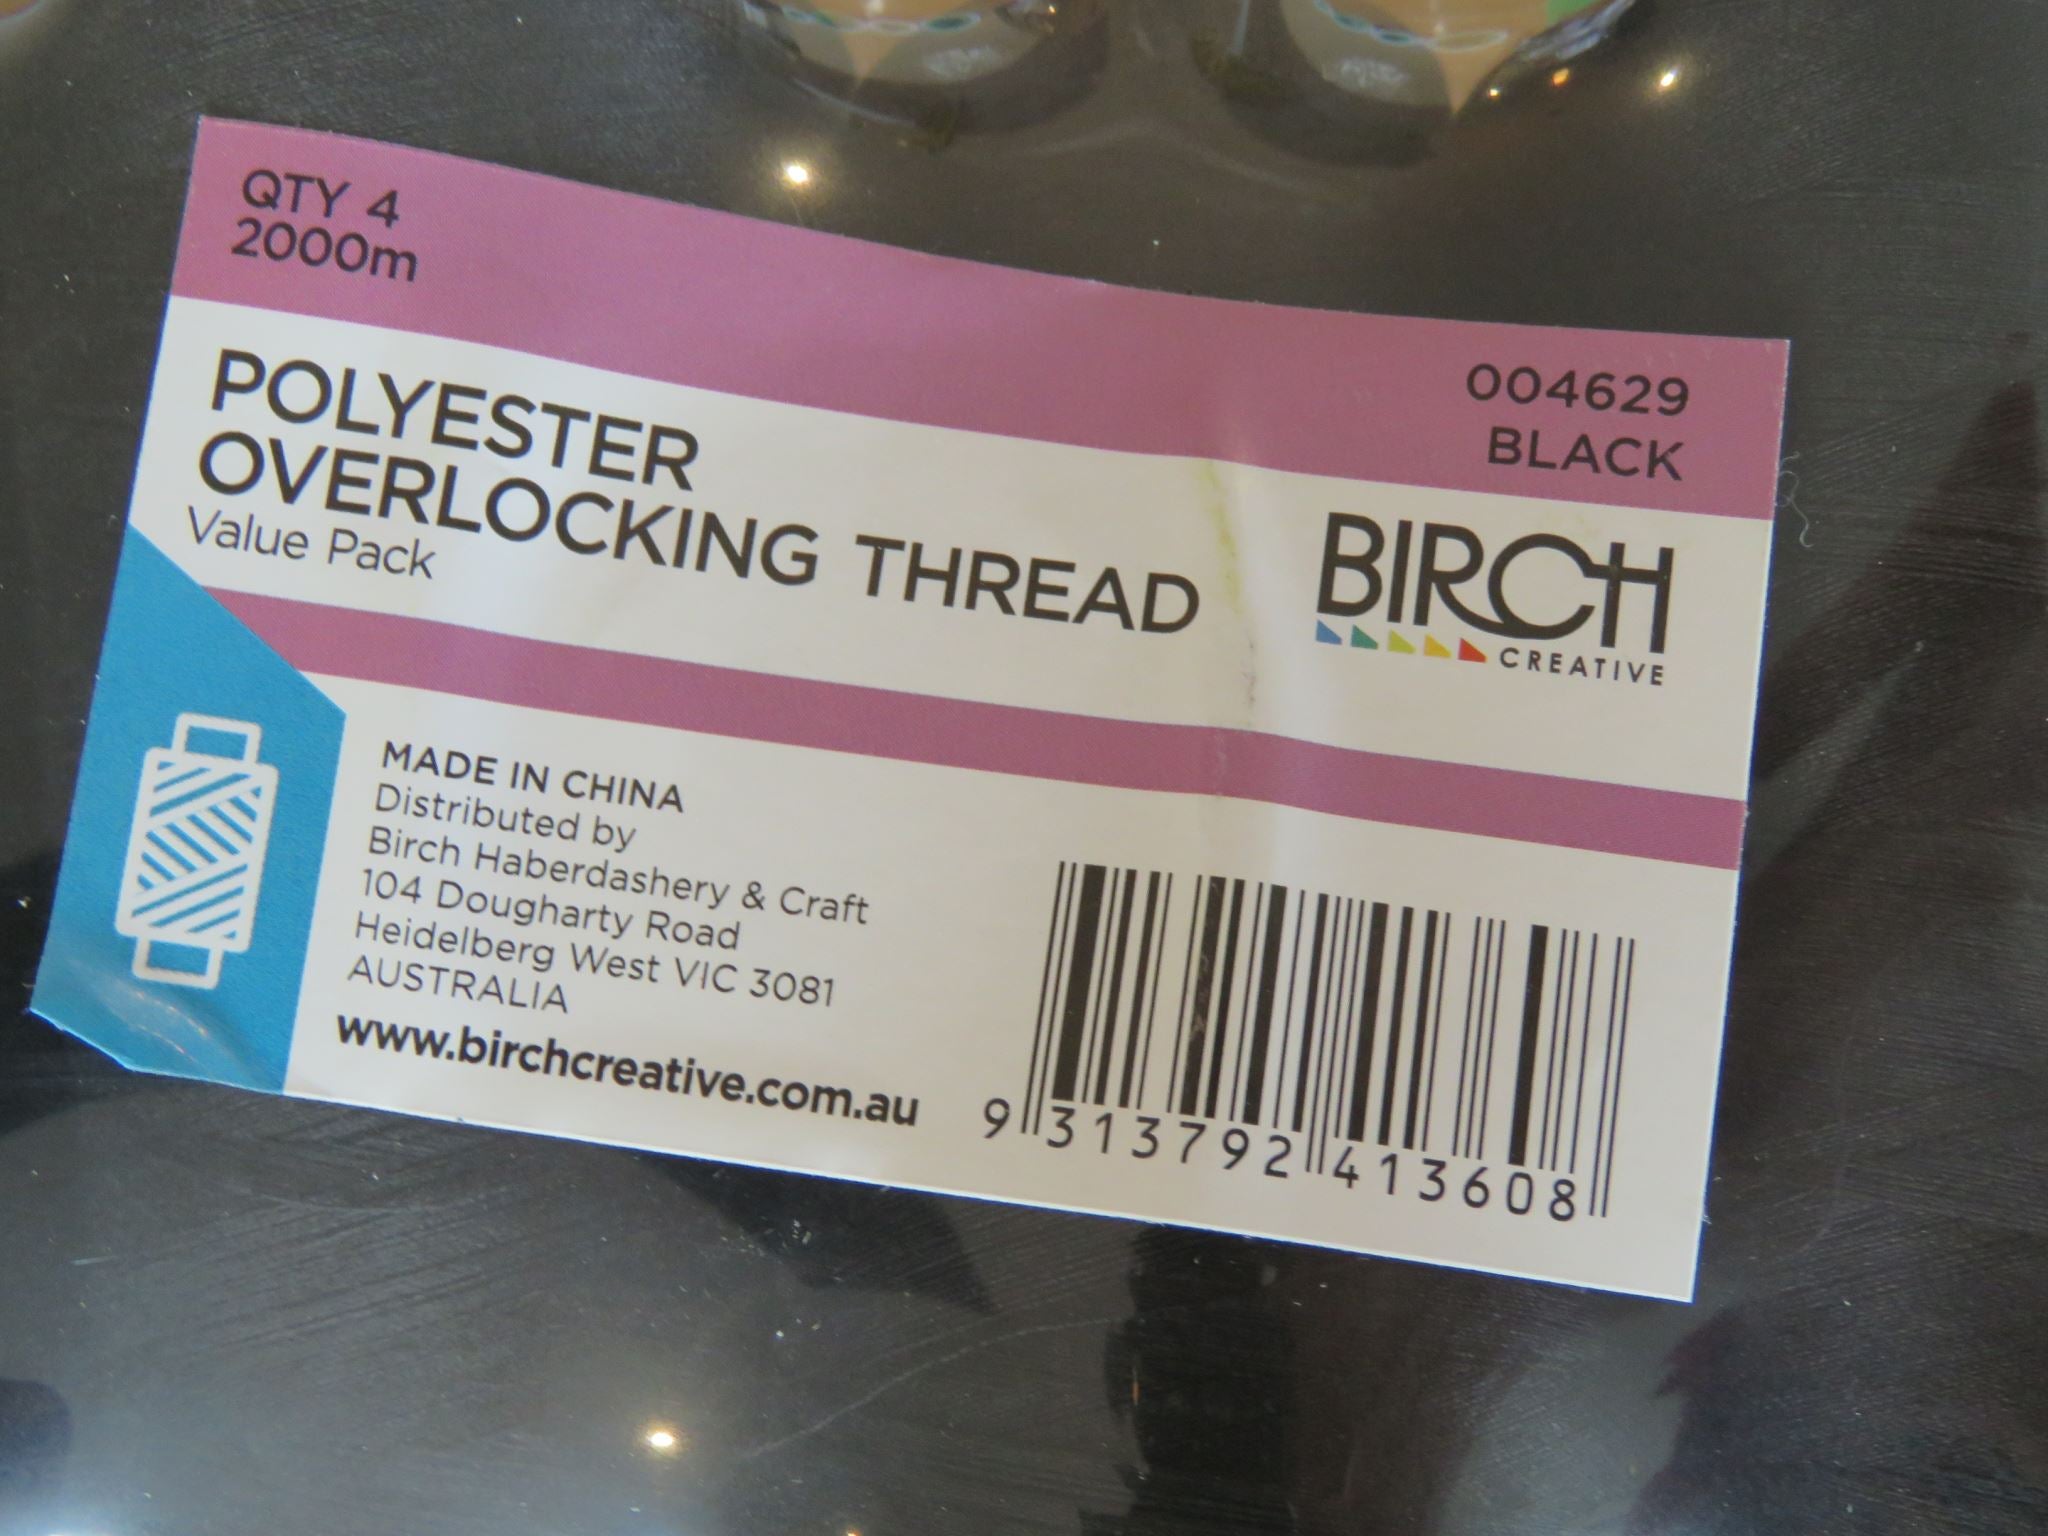 QTY 4
2000m
004629
BLACK
POLYESTER
OVERLOCKING THREAD
Value Pack
BIRCH
CREATIVE
MADE IN CHINA
Distributed by
Birch Haberdashery & Craft
104 Dougharty Road
Heidelberg West VIC 3081
AUSTRALIA
www.birchcreative.com.au
9 313792 413608